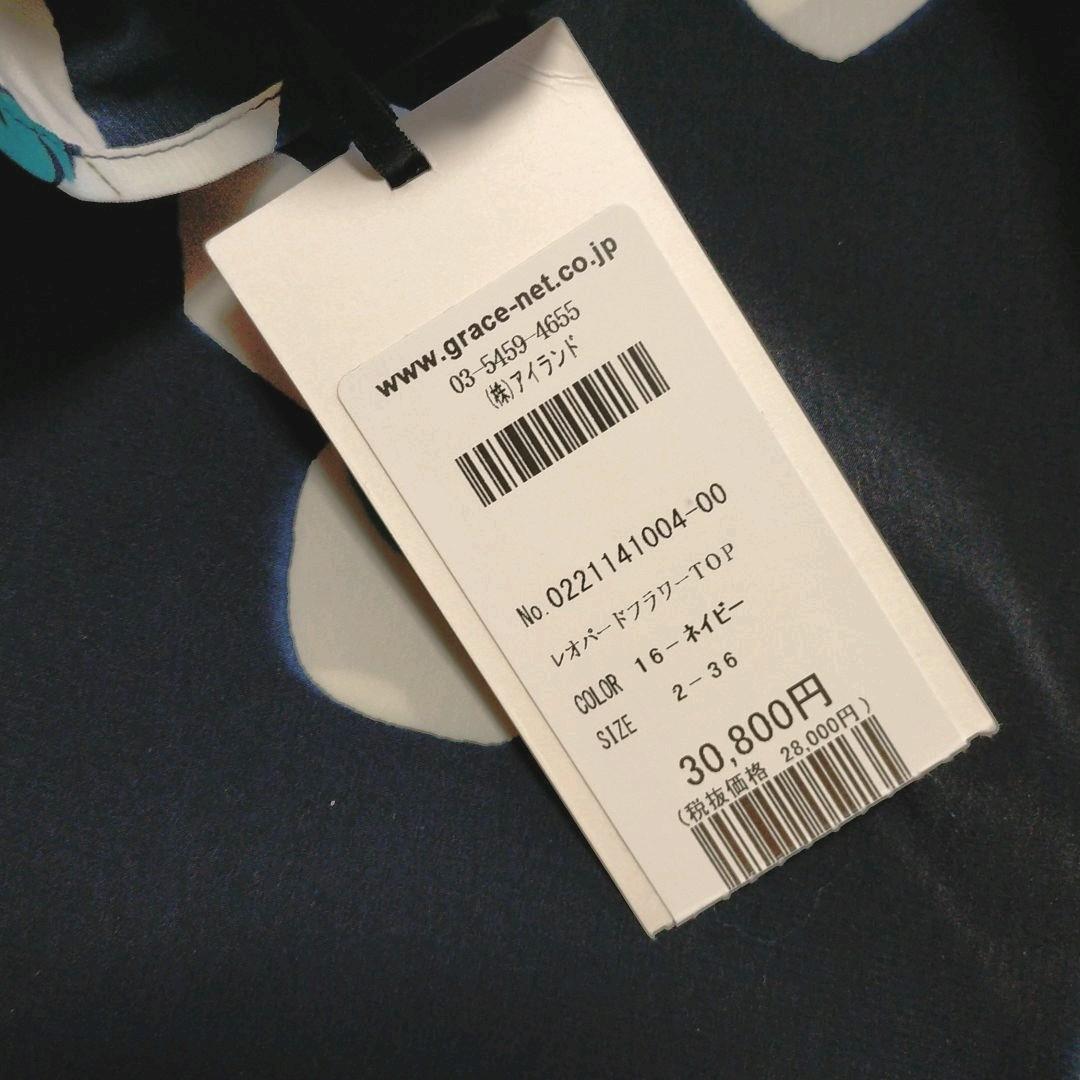 www.grace-net.co.jp
03-5459-4655
(株)アイランド
No.0221141004-00
レオパードフラワーTOP
COLOR 16-ネイビー
SIZE 2-36
30,800円
(税抜価格 28,000円)